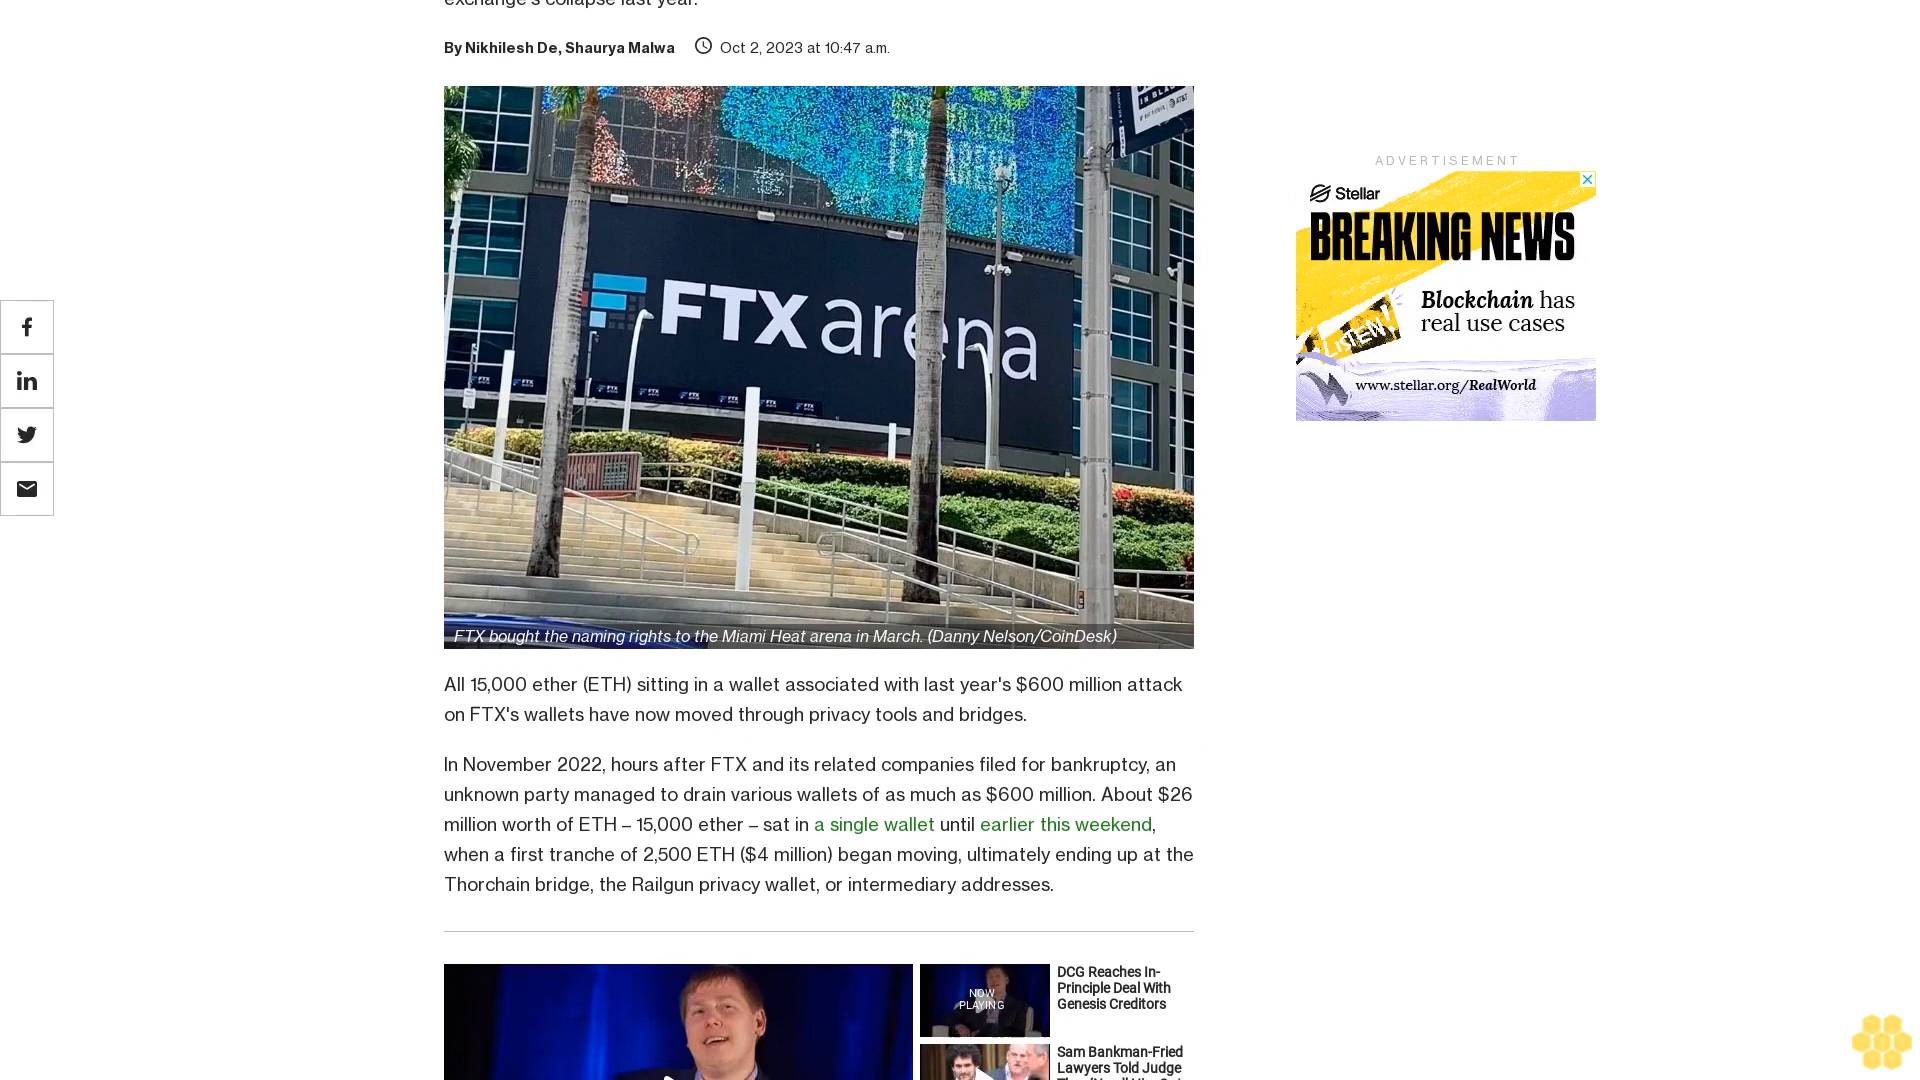 exchange's collapse last year.
By Nikhilesh De, Shaurya Malwa Oct 2, 2023 at 10:47 a.m.
IN BLACK
AT&T
FTX arena
FTX bought the naming rights to the Miami Heat arena in March. (Danny Nelson/CoinDesk)
ADVERTISEMENT
Stellar
BREAKING NEWS
Blockchain has
real use cases
LISTEN!
www.stellar.org/RealWorld
All 15,000 ether (ETH) sitting in a wallet associated with last year's $600 million attack
on FTX's wallets have now moved through privacy tools and bridges.
In November 2022, hours after FTX and its related companies filed for bankruptcy, an
unknown party managed to drain various wallets of as much as $600 million. About $26
million worth of ETH – 15,000 ether – sat in a single wallet until earlier this weekend,
when a first tranche of 2,500 ETH ($4 million) began moving, ultimately ending up at the
Thorchain bridge, the Railgun privacy wallet, or intermediary addresses.
NOW
PLAYING
DCG Reaches In-
Principle Deal With
Genesis Creditors
Sam Bankman-Fried
Lawyers Told Judge